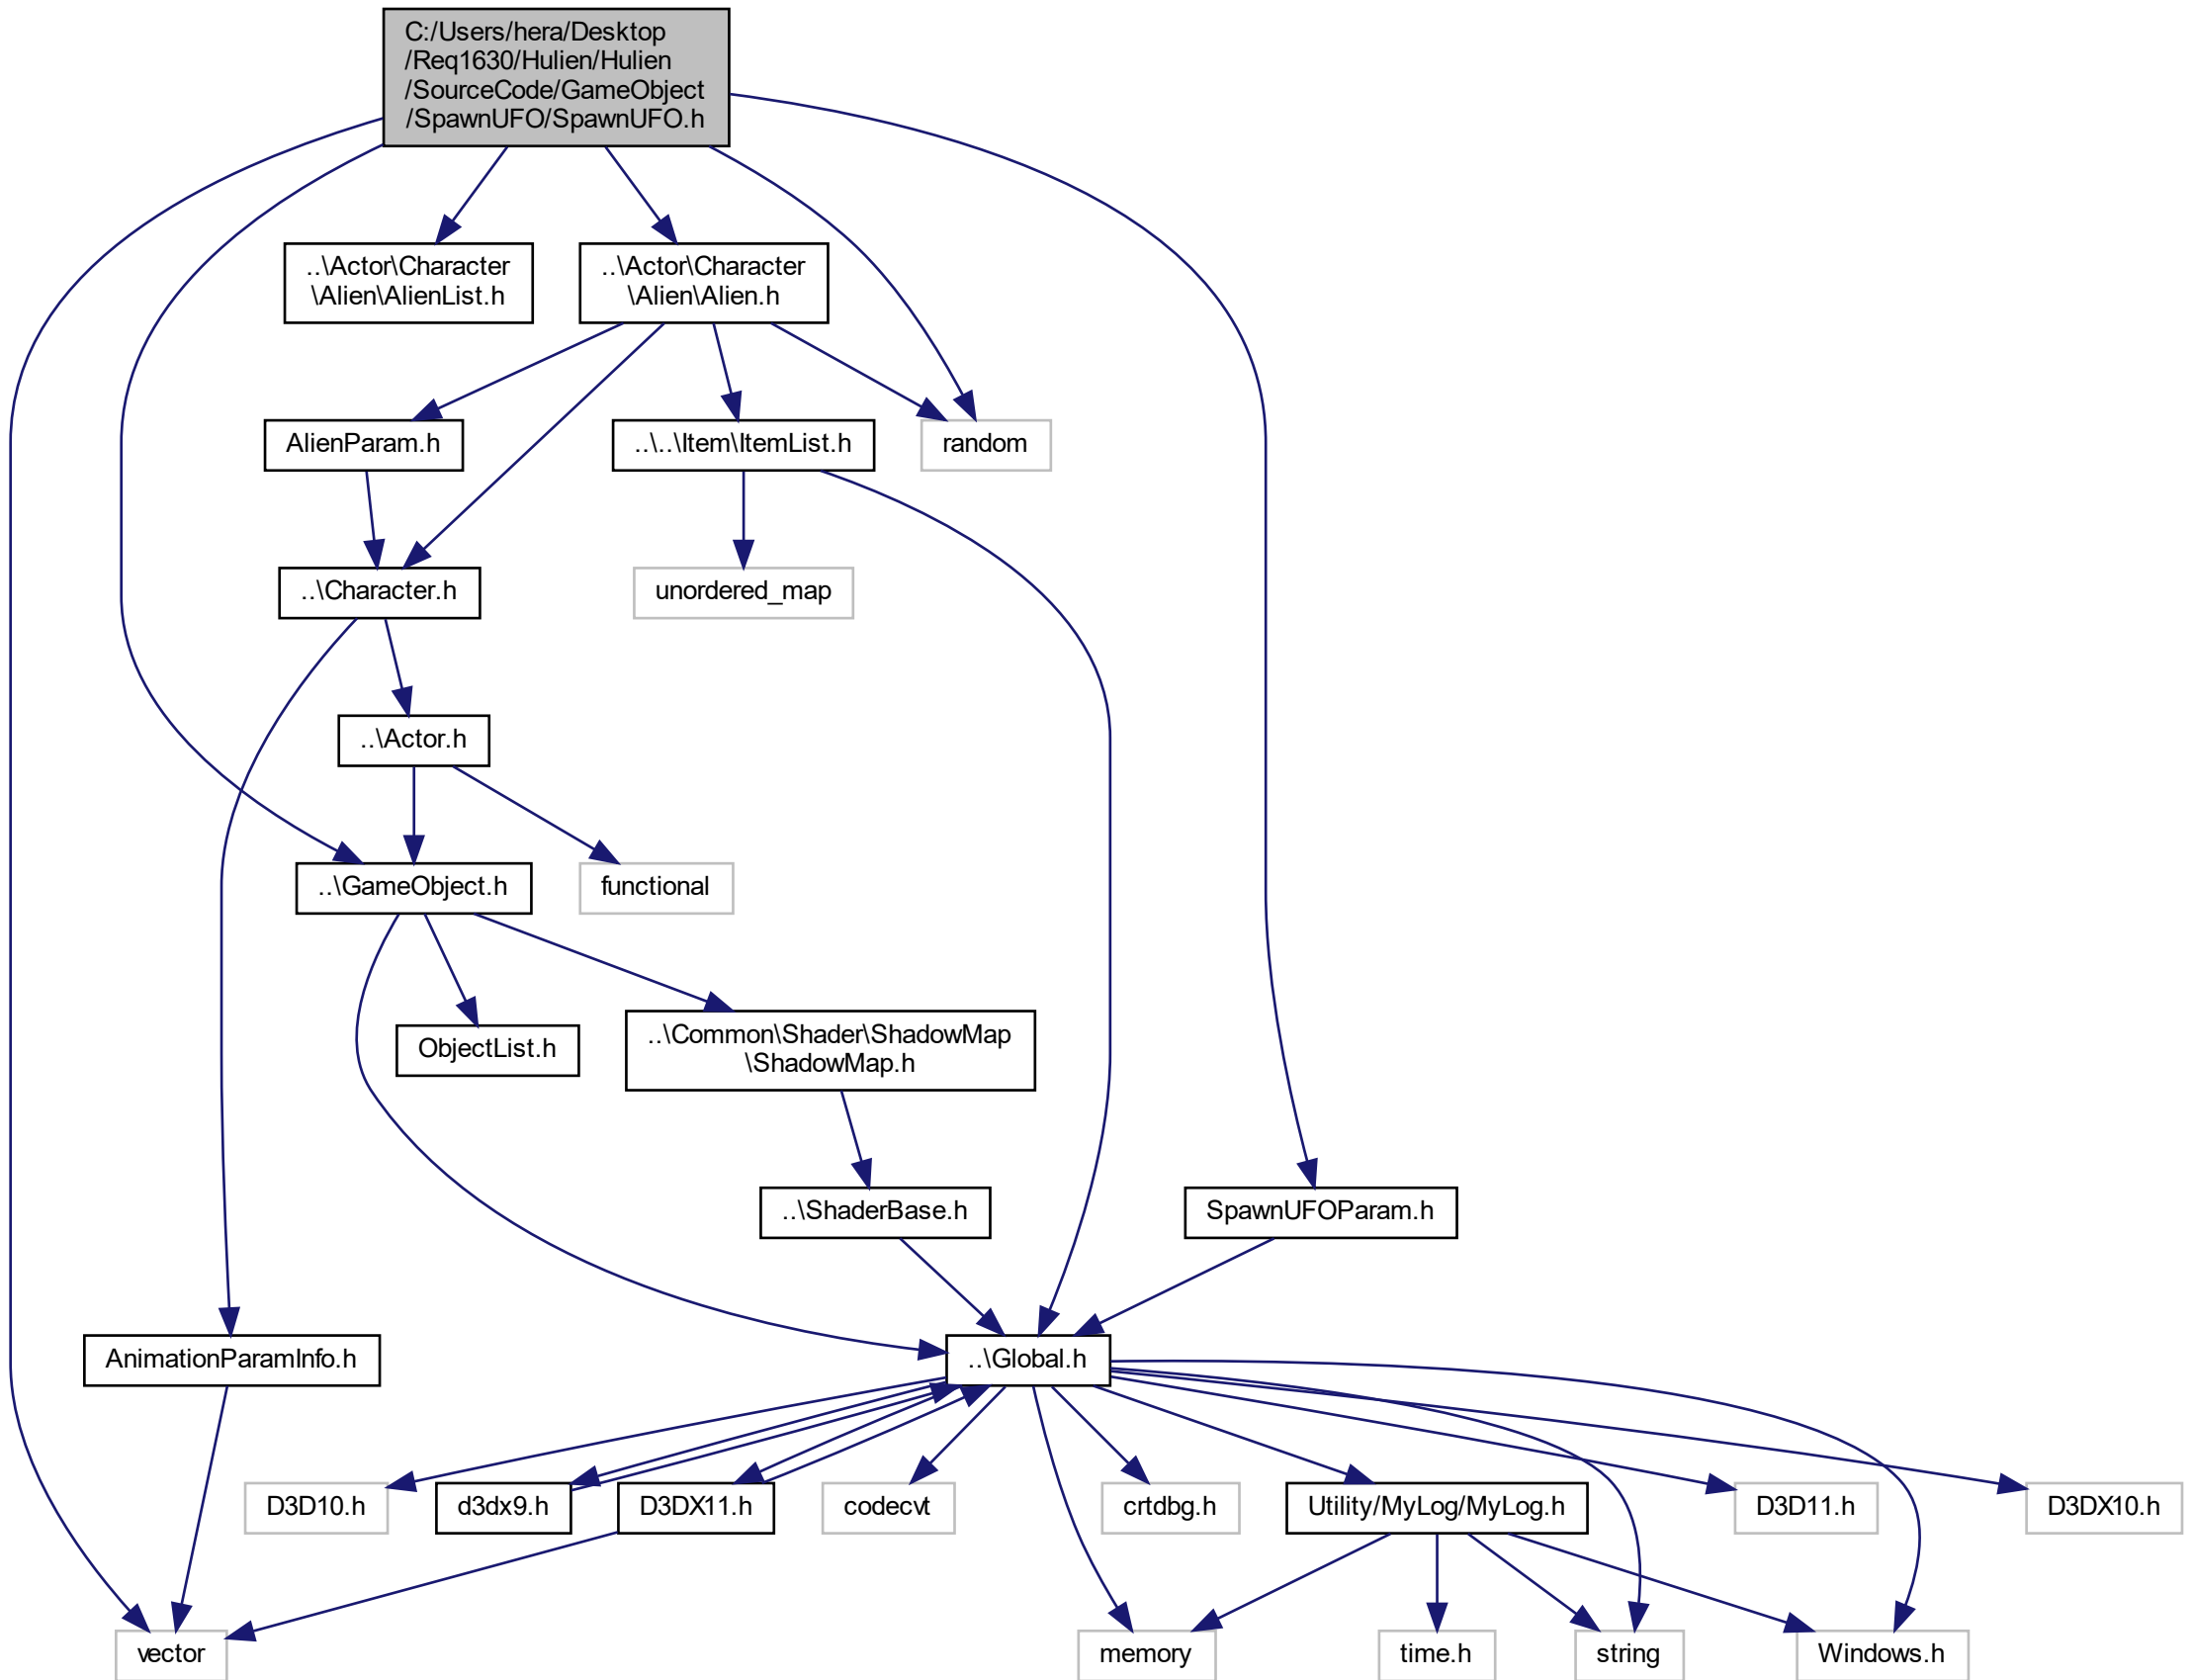 C:/Users/hera/Desktop
/Req1630/Hulien/Hulien
/SourceCode/GameObject
/SpawnUFO/SpawnUFO.h
..\Actor\Character
\Alien\AlienList.h
..\Actor\Character
\Alien\Alien.h
AlienParam.h
..\..\Item\ItemList.h
random
..\Character.h
unordered_map
..\Actor.h
..\GameObject.h
functional
ObjectList.h
..\Common\Shader\ShadowMap
\ShadowMap.h
..\ShaderBase.h
SpawnUFOParam.h
AnimationParamInfo.h
..\Global.h
D3D10.h
d3dx9.h
D3DX11.h
codecvt
crtdbg.h
Utility/MyLog/MyLog.h
D3D11.h
D3DX10.h
vector
memory
time.h
string
Windows.h